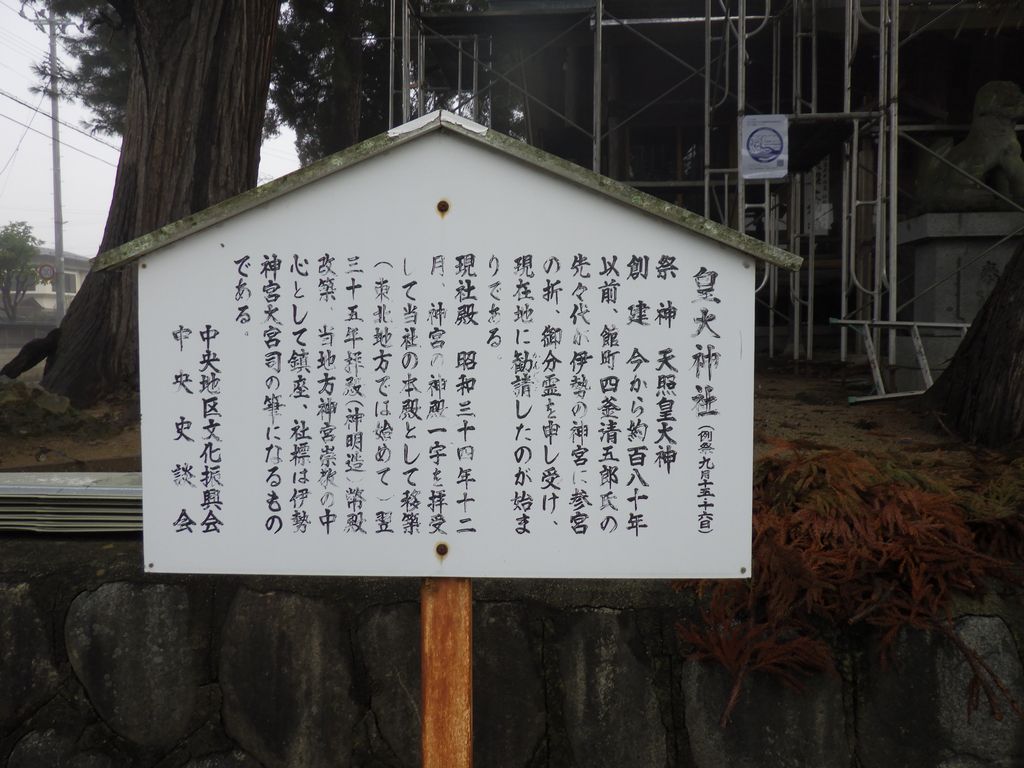 皇大神社(例祭 九月十五・十六日)
祭神 天照皇大神
創建 今から約百八十年
以前、館町四釜清五郎氏の
先々代が伊勢の神宮に参宮
の折、御分霊を申し受け、
現在地に勧請したのが始ま
りである。
現社殿 昭和三十四年十二
月、神宮の神殿一宇を拝受
して当社の本殿として移築
(東北地方では始めて)翌
三十五年拝殿(神明造)幣殿
改築、当地方神宮崇敬の中
心として鎮座、社標は伊勢
神宮大宮司の筆になるもの
である。
中央地区文化振興会
中央史談会